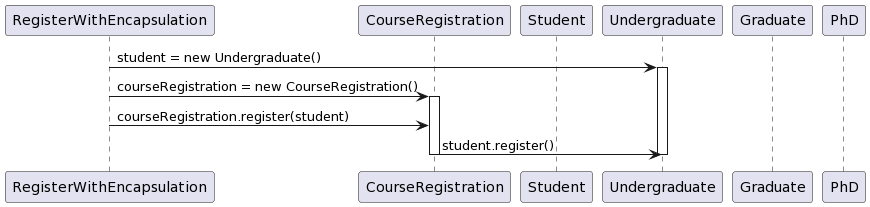 RegisterWithEncapsulation CourseRegistration Student Undergraduate Graduate PhD
student = new Undergraduate()
courseRegistration = new CourseRegistration()
courseRegistration.register(student)
student.register()
RegisterWithEncapsulation CourseRegistration Student Undergraduate Graduate PhD